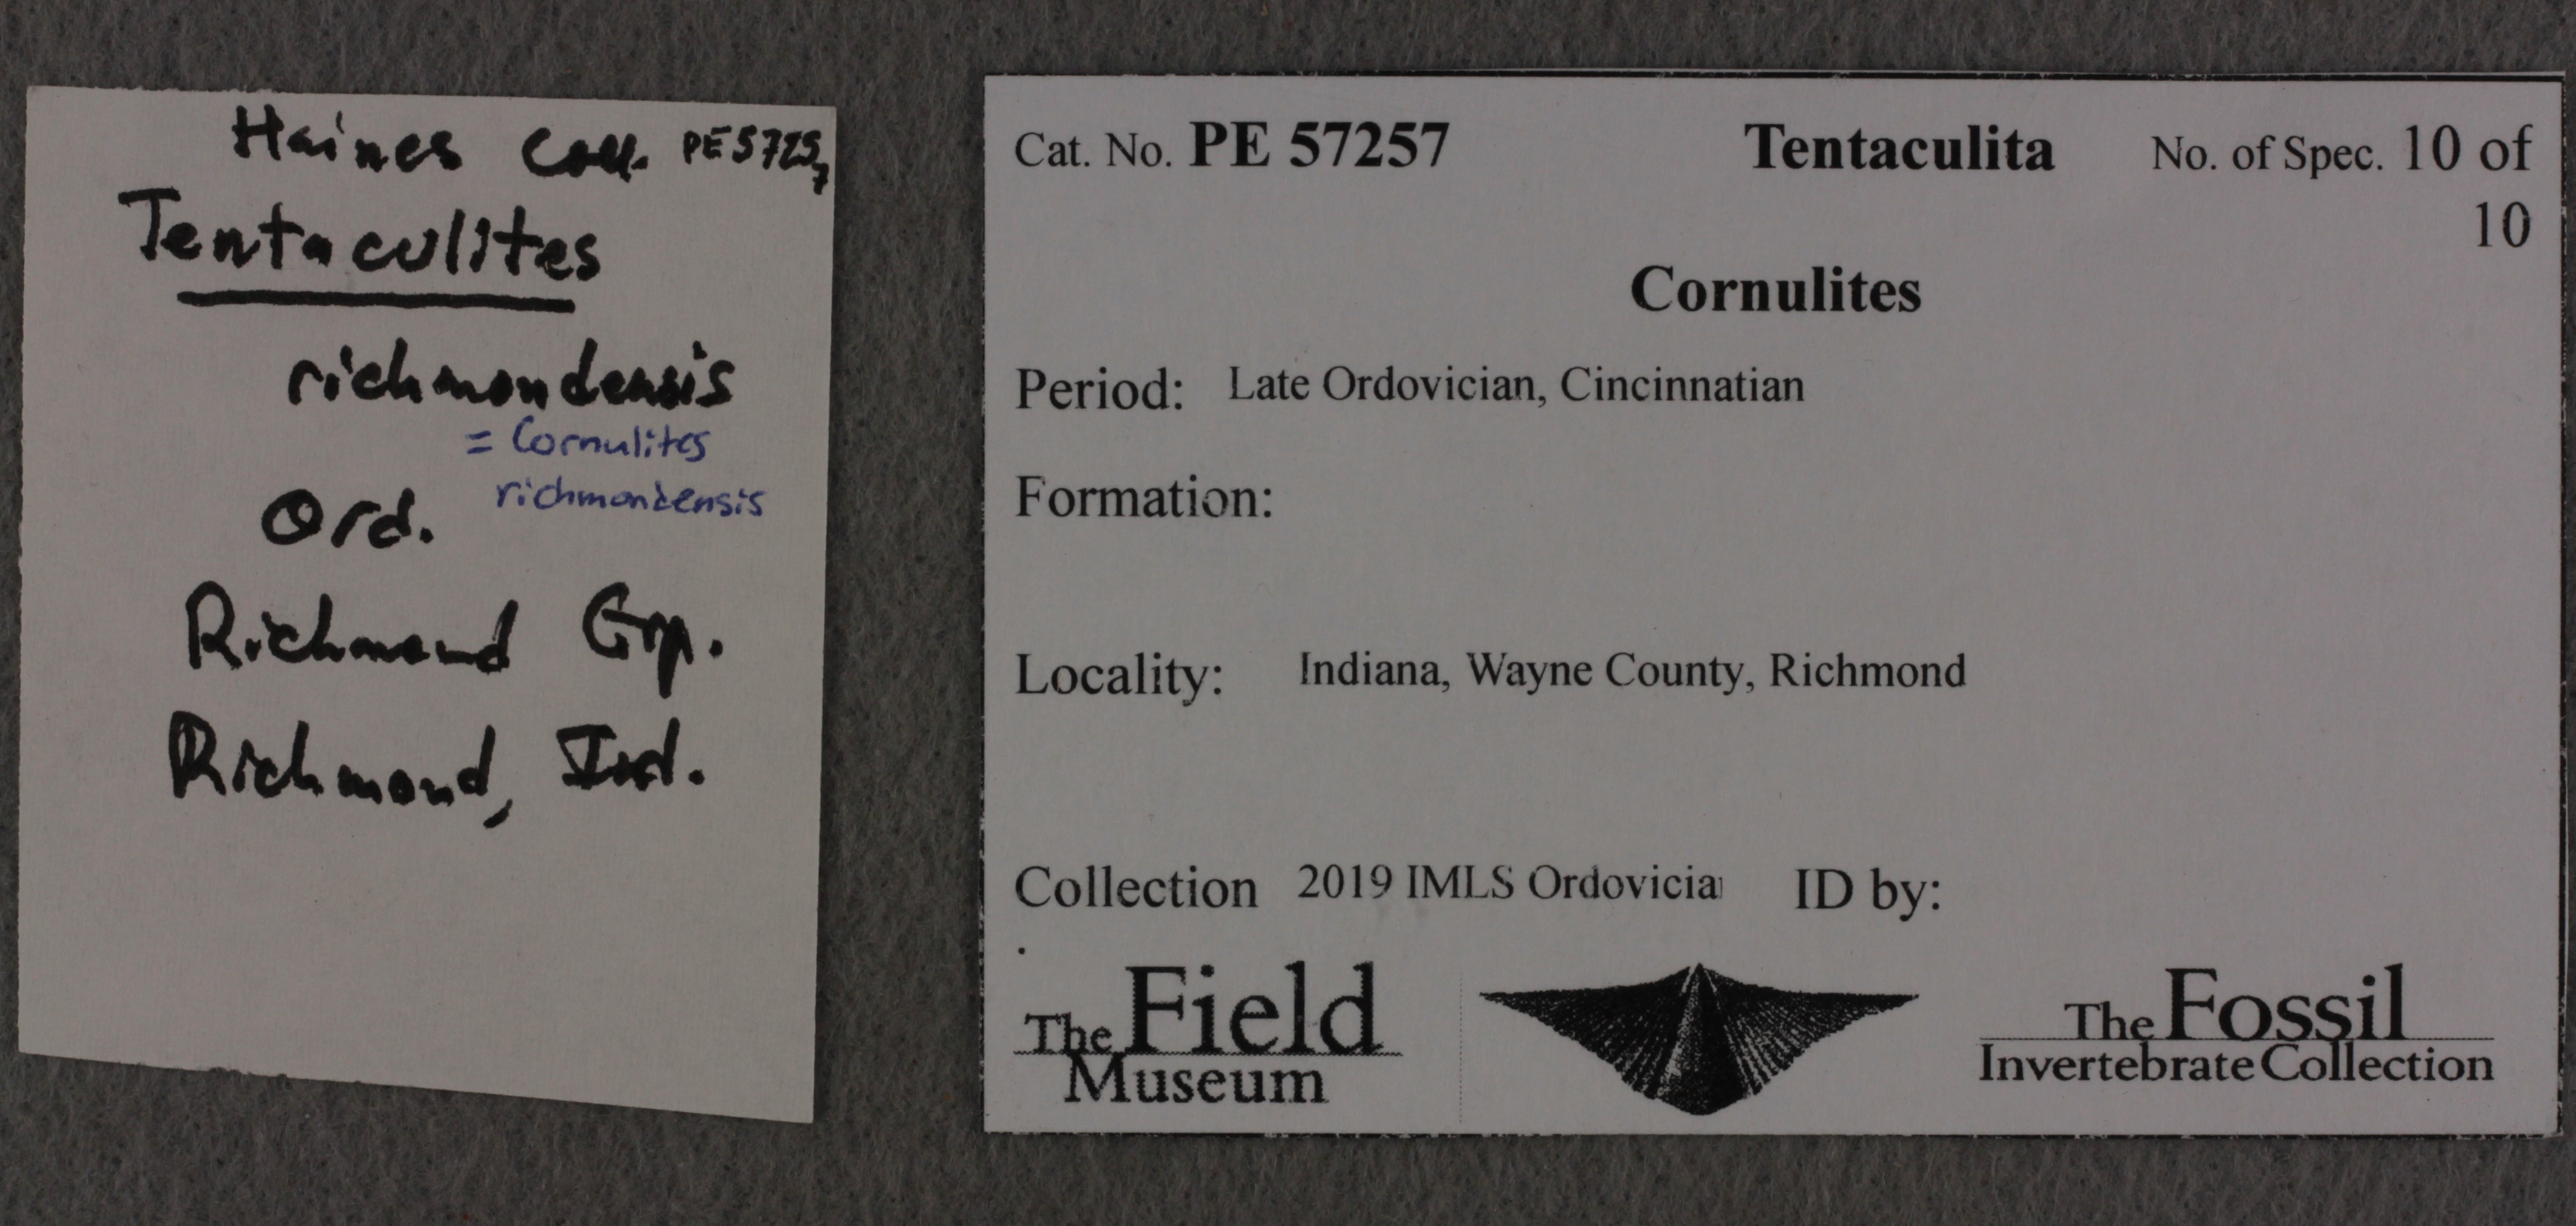 Haines Coll. PE 57257
Tentaculites
richmondensis
= Cornulites
richmondensis
Ord.
Richmond Grp.
Richmond, Ind.
Cat. No. PE 57257 Tentaculita No. of Spec. 10 of
10
Cornulites
Period: Late Ordovician, Cincinnatian
Formation:
Locality: Indiana, Wayne County, Richmond
Collection 2019 IMLS Ordovicia ID by:
.
The Field
Museum
The Fossil
Invertebrate Collection